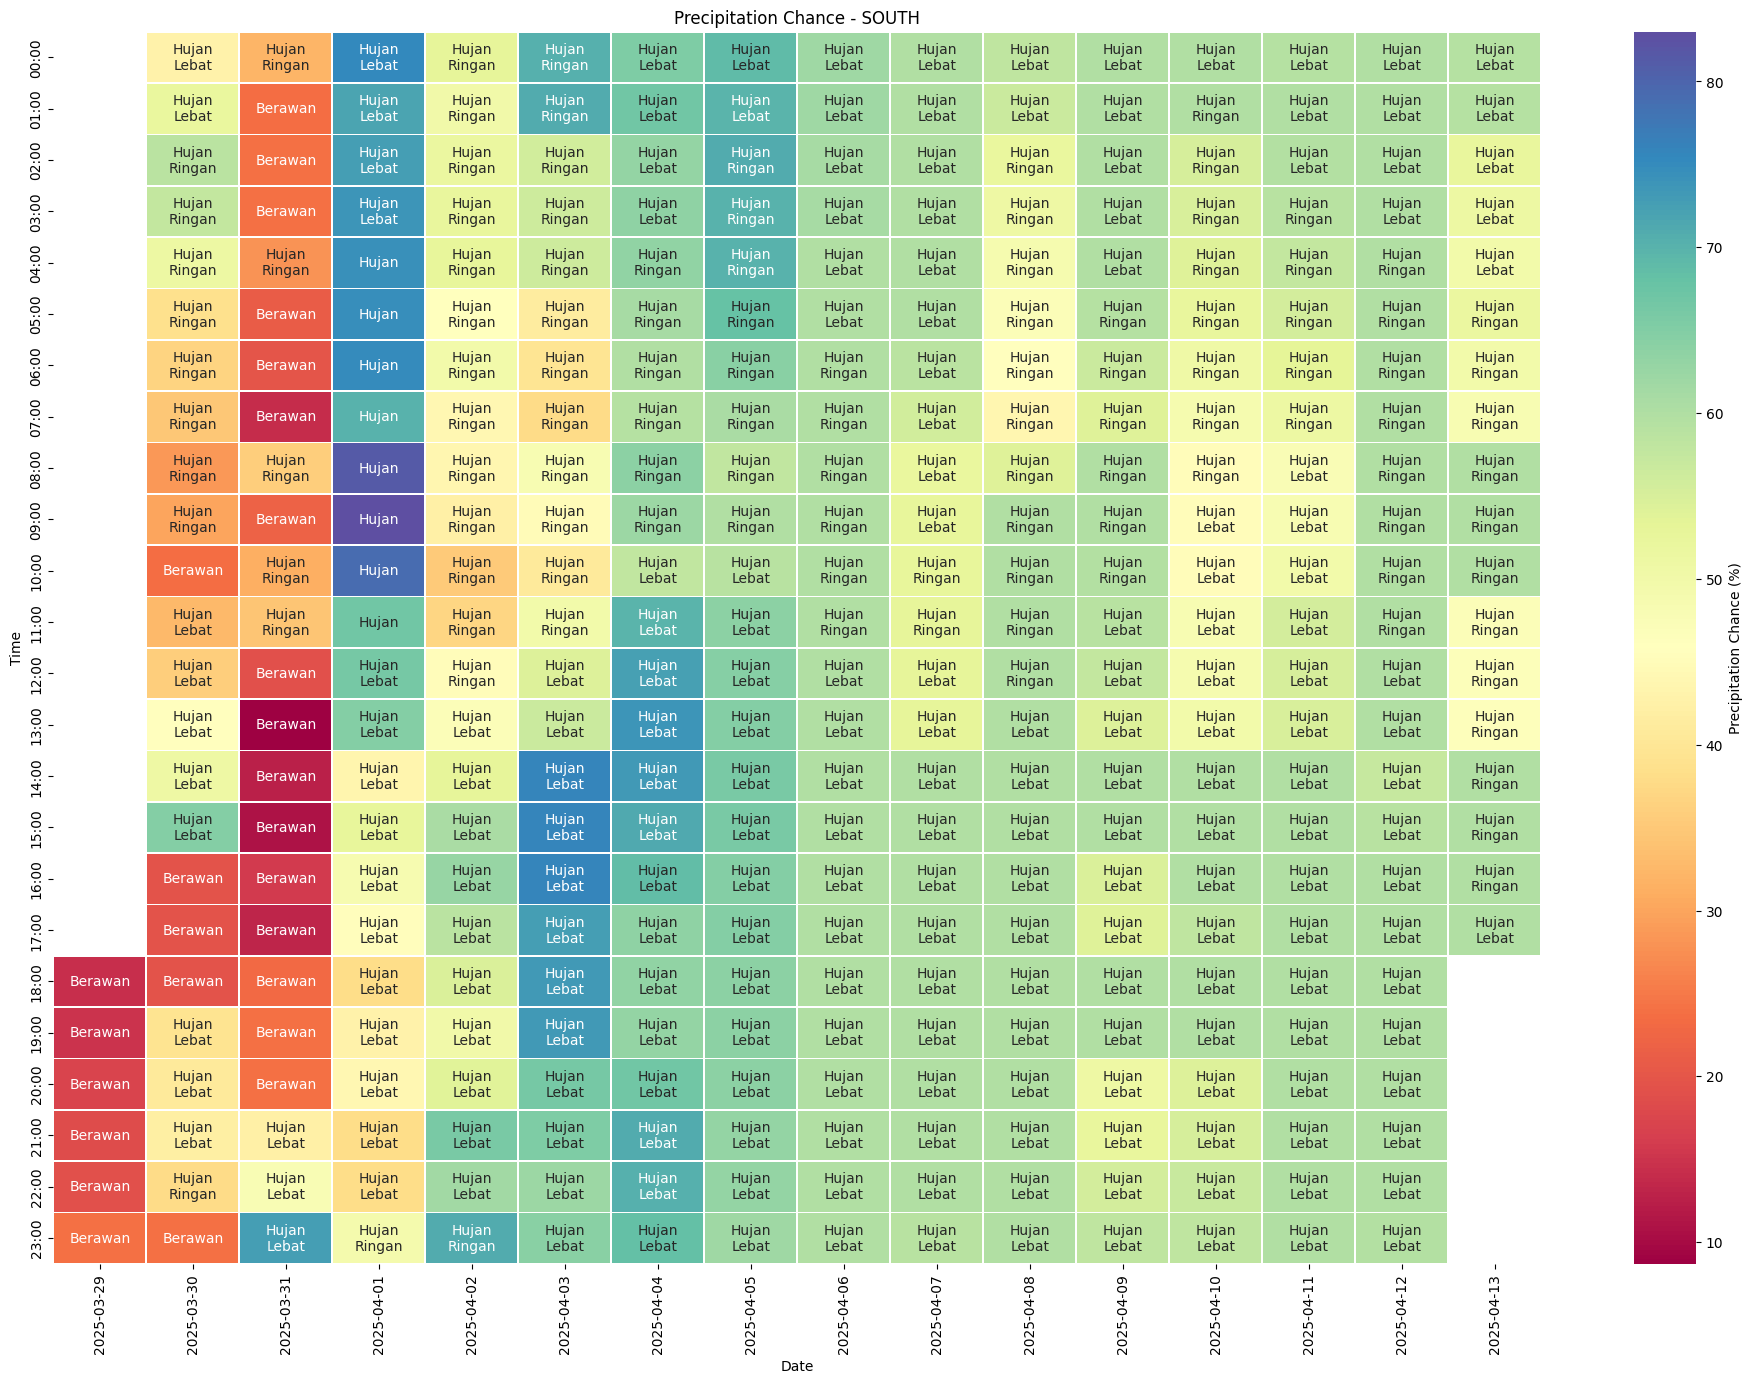 Precipitation Chance - SOUTH
00:00 Hujan Lebat Hujan Ringan Hujan Lebat Hujan Ringan Hujan Ringan Hujan Lebat Hujan Lebat Hujan Lebat Hujan Lebat Hujan Lebat Hujan Lebat Hujan Lebat Hujan Lebat Hujan Lebat Hujan Lebat
01:00 Hujan Lebat Berawan Hujan Lebat Hujan Ringan Hujan Ringan Hujan Lebat Hujan Lebat Hujan Lebat Hujan Lebat Hujan Lebat Hujan Lebat Hujan Ringan Hujan Lebat Hujan Lebat Hujan Lebat
02:00 Hujan Ringan Berawan Hujan Lebat Hujan Ringan Hujan Ringan Hujan Lebat Hujan Ringan Hujan Lebat Hujan Lebat Hujan Ringan Hujan Lebat Hujan Ringan Hujan Lebat Hujan Lebat Hujan Lebat
03:00 Hujan Ringan Berawan Hujan Lebat Hujan Ringan Hujan Ringan Hujan Lebat Hujan Ringan Hujan Lebat Hujan Lebat Hujan Ringan Hujan Lebat Hujan Ringan Hujan Ringan Hujan Lebat Hujan Lebat
04:00 Hujan Ringan Hujan Ringan Hujan Hujan Ringan Hujan Ringan Hujan Ringan Hujan Ringan Hujan Lebat Hujan Lebat Hujan Ringan Hujan Lebat Hujan Ringan Hujan Ringan Hujan Ringan Hujan Lebat
05:00 Hujan Ringan Berawan Hujan Hujan Ringan Hujan Ringan Hujan Ringan Hujan Ringan Hujan Lebat Hujan Lebat Hujan Ringan Hujan Ringan Hujan Ringan Hujan Ringan Hujan Ringan Hujan Ringan
06:00 Hujan Ringan Berawan Hujan Hujan Ringan Hujan Ringan Hujan Ringan Hujan Ringan Hujan Ringan Hujan Lebat Hujan Ringan Hujan Ringan Hujan Ringan Hujan Ringan Hujan Ringan Hujan Ringan
07:00 Hujan Ringan Berawan Hujan Hujan Ringan Hujan Ringan Hujan Ringan Hujan Ringan Hujan Ringan Hujan Lebat Hujan Ringan Hujan Ringan Hujan Ringan Hujan Ringan Hujan Ringan Hujan Ringan
08:00 Hujan Ringan Hujan Ringan Hujan Hujan Ringan Hujan Ringan Hujan Ringan Hujan Ringan Hujan Ringan Hujan Lebat Hujan Ringan Hujan Ringan Hujan Ringan Hujan Lebat Hujan Ringan Hujan Ringan
09:00 Hujan Ringan Berawan Hujan Hujan Ringan Hujan Ringan Hujan Ringan Hujan Ringan Hujan Ringan Hujan Lebat Hujan Ringan Hujan Ringan Hujan Lebat Hujan Lebat Hujan Ringan Hujan Ringan
10:00 Berawan Hujan Ringan Hujan Hujan Ringan Hujan Ringan Hujan Lebat Hujan Lebat Hujan Ringan Hujan Ringan Hujan Ringan Hujan Ringan Hujan Lebat Hujan Lebat Hujan Ringan Hujan Ringan
11:00 Hujan Lebat Hujan Ringan Hujan Hujan Ringan Hujan Ringan Hujan Lebat Hujan Lebat Hujan Ringan Hujan Ringan Hujan Ringan Hujan Lebat Hujan Lebat Hujan Lebat Hujan Ringan Hujan Ringan
12:00 Hujan Lebat Berawan Hujan Lebat Hujan Ringan Hujan Lebat Hujan Lebat Hujan Lebat Hujan Lebat Hujan Lebat Hujan Ringan Hujan Lebat Hujan Lebat Hujan Lebat Hujan Lebat Hujan Ringan
13:00 Hujan Lebat Berawan Hujan Lebat Hujan Lebat Hujan Lebat Hujan Lebat Hujan Lebat Hujan Lebat Hujan Lebat Hujan Lebat Hujan Lebat Hujan Lebat Hujan Lebat Hujan Lebat Hujan Ringan
14:00 Hujan Lebat Berawan Hujan Lebat Hujan Lebat Hujan Lebat Hujan Lebat Hujan Lebat Hujan Lebat Hujan Lebat Hujan Lebat Hujan Lebat Hujan Lebat Hujan Lebat Hujan Lebat Hujan Ringan
15:00 Hujan Lebat Berawan Hujan Lebat Hujan Lebat Hujan Lebat Hujan Lebat Hujan Lebat Hujan Lebat Hujan Lebat Hujan Lebat Hujan Lebat Hujan Lebat Hujan Lebat Hujan Lebat Hujan Ringan
16:00 Berawan Berawan Hujan Lebat Hujan Lebat Hujan Lebat Hujan Lebat Hujan Lebat Hujan Lebat Hujan Lebat Hujan Lebat Hujan Lebat Hujan Lebat Hujan Lebat Hujan Lebat Hujan Ringan
17:00 Berawan Berawan Hujan Lebat Hujan Lebat Hujan Lebat Hujan Lebat Hujan Lebat Hujan Lebat Hujan Lebat Hujan Lebat Hujan Lebat Hujan Lebat Hujan Lebat Hujan Lebat Hujan Lebat
18:00 Berawan Berawan Berawan Hujan Lebat Hujan Lebat Hujan Lebat Hujan Lebat Hujan Lebat Hujan Lebat Hujan Lebat Hujan Lebat Hujan Lebat Hujan Lebat Hujan Lebat Hujan Lebat
19:00 Berawan Hujan Lebat Berawan Hujan Lebat Hujan Lebat Hujan Lebat Hujan Lebat Hujan Lebat Hujan Lebat Hujan Lebat Hujan Lebat Hujan Lebat Hujan Lebat Hujan Lebat Hujan Lebat
20:00 Berawan Hujan Lebat Berawan Hujan Lebat Hujan Lebat Hujan Lebat Hujan Lebat Hujan Lebat Hujan Lebat Hujan Lebat Hujan Lebat Hujan Lebat Hujan Lebat Hujan Lebat Hujan Lebat
21:00 Berawan Hujan Lebat Hujan Lebat Hujan Lebat Hujan Lebat Hujan Lebat Hujan Lebat Hujan Lebat Hujan Lebat Hujan Lebat Hujan Lebat Hujan Lebat Hujan Lebat Hujan Lebat Hujan Lebat
22:00 Berawan Hujan Ringan Hujan Lebat Hujan Lebat Hujan Lebat Hujan Lebat Hujan Lebat Hujan Lebat Hujan Lebat Hujan Lebat Hujan Lebat Hujan Lebat Hujan Lebat Hujan Lebat Hujan Lebat
23:00 Berawan Berawan Hujan Lebat Hujan Ringan Hujan Ringan Hujan Lebat Hujan Lebat Hujan Lebat Hujan Lebat Hujan Lebat Hujan Lebat Hujan Lebat Hujan Lebat Hujan Lebat Hujan Lebat
Time
2025-03-29 2025-03-30 2025-03-31 2025-04-01 2025-04-02 2025-04-03 2025-04-04 2025-04-05 2025-04-06 2025-04-07 2025-04-08 2025-04-09 2025-04-10 2025-04-11 2025-04-12 2025-04-13
Date
80
70
60
50
40
30
20
10
Precipitation Chance (%)